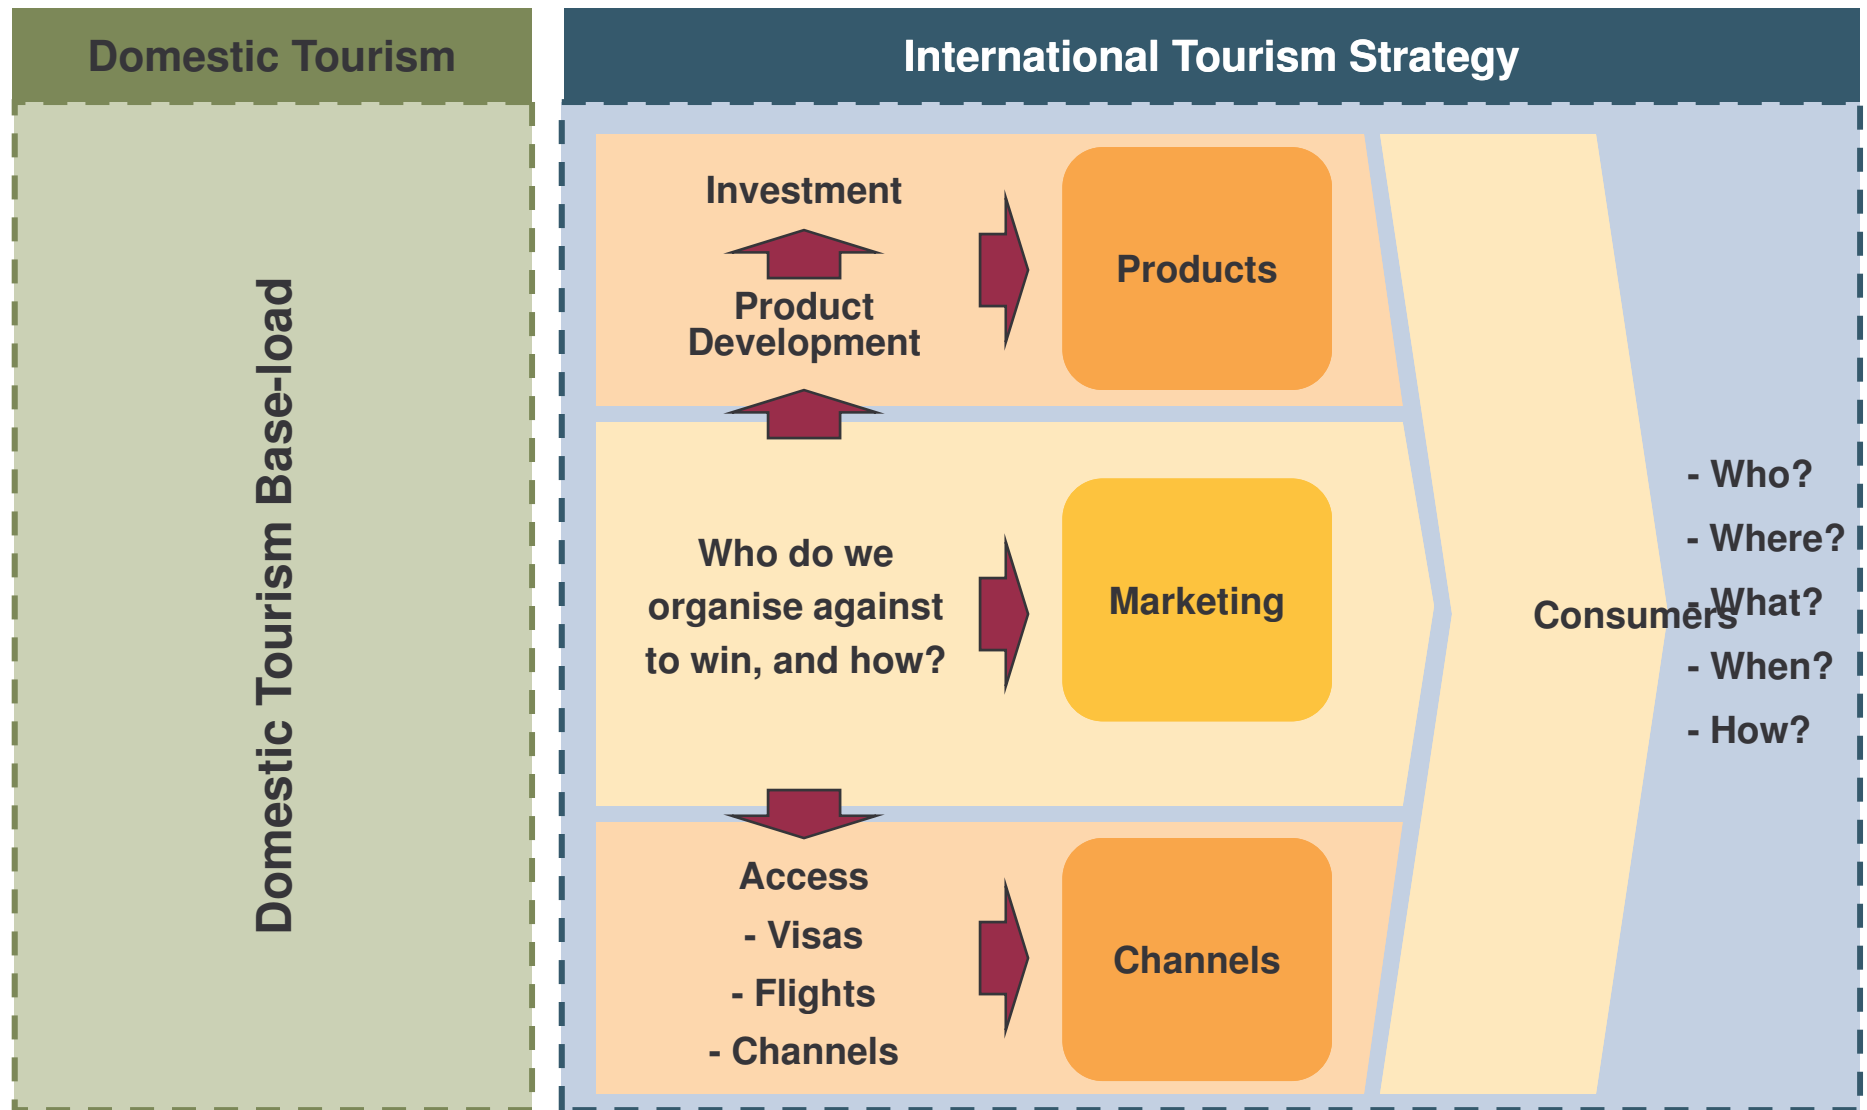 Domestic Tourism
Domestic Tourism Base-load
International Tourism Strategy
Investment
Product
Development
Products
Who do we
organise against
to win, and how?
Marketing
Access
- Visas
- Flights
- Channels
Channels
Consumers
- Who?
- Where?
- What?
- When?
- How?